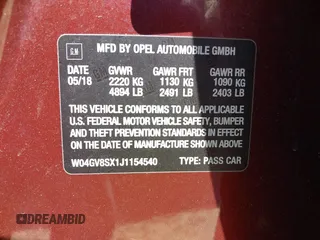 GM
MFD BY OPEL AUTOMOBILE GMBH
DATE GVWR GAWR FRT GAWR RR
05/18 2220 KG 1130 KG 1090 KG
4894 LB 2491 LB 2403 LB
THIS VEHICLE CONFORMS TO ALL APPLICABLE
U.S. FEDERAL MOTOR VEHICLE SAFETY, BUMPER,
AND THEFT PREVENTION STANDARDS IN EFFECT
ON THE DATE OF MANUFACTURE SHOWN ABOVE.
W04GV8SX1J1154540 TYPE: PASS CAR
DREAMBID